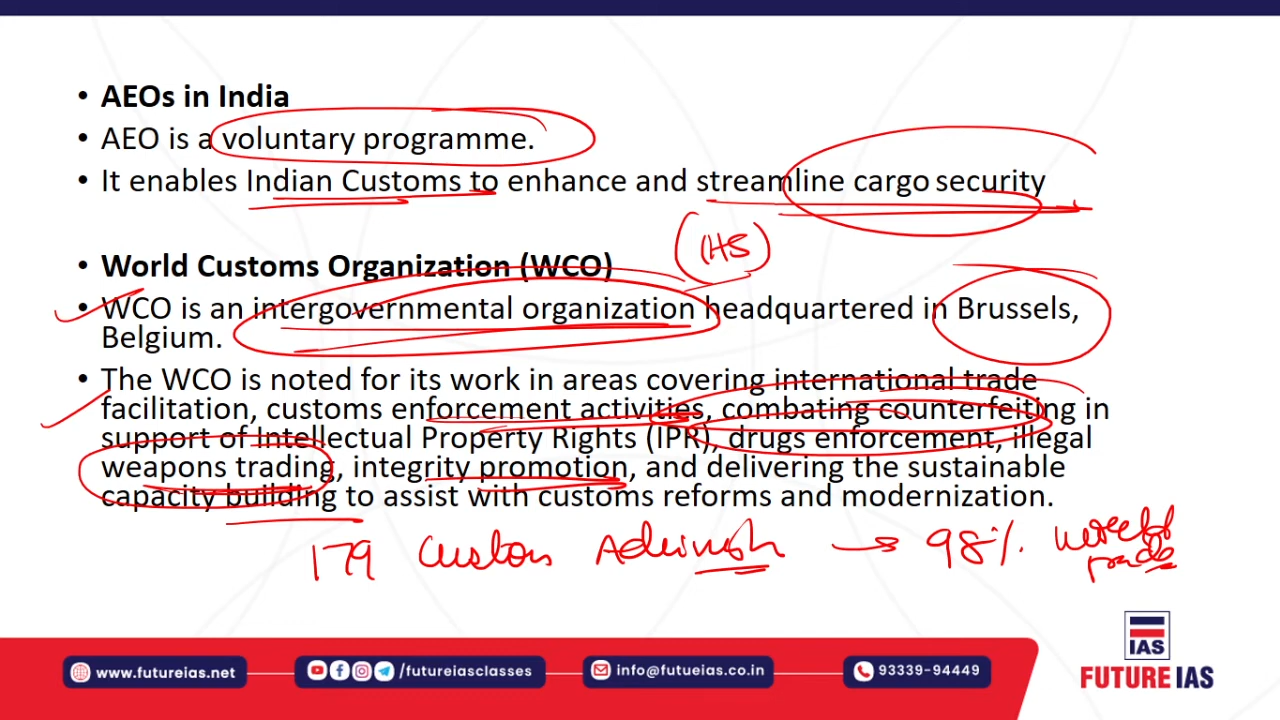 • AEOs in India
• AEO is a voluntary programme.
• It enables Indian Customs to enhance and streamline cargo security
(HS)
• World Customs Organization (WCO)
• WCO is an intergovernmental organization headquartered in Brussels,
Belgium.
• The WCO is noted for its work in areas covering international trade
facilitation, customs enforcement activities, combating counterfeiting in
support of Intellectual Property Rights (IPR), drugs enforcement, illegal
weapons trading, integrity promotion, and delivering the sustainable
capacity building to assist with customs reforms and modernization.
179 Custom → 98%
trade
IAS
FUTURE IAS
www.futureias.net
/futureiasclasses
info@futueias.co.in
93339-94449